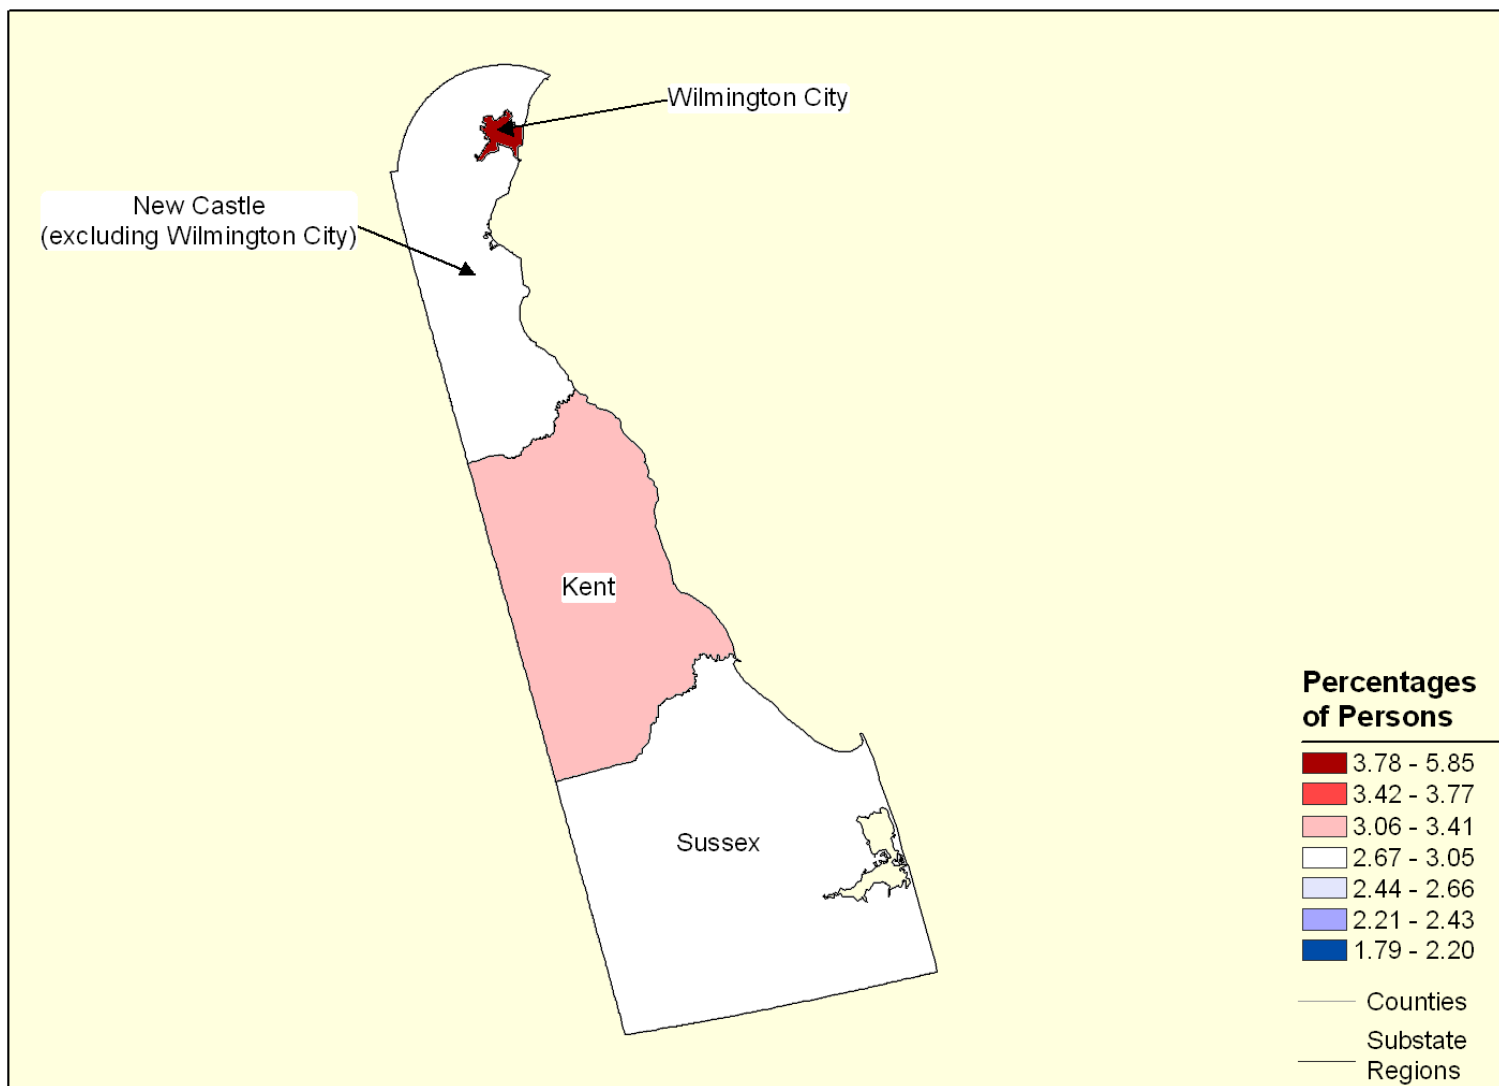 Wilmington City
New Castle
(excluding Wilmington City)
Kent
Sussex
Percentages
of Persons
3.78 - 5.85
3.42 - 3.77
3.06 - 3.41
2.67 - 3.05
2.44 - 2.66
2.21 - 2.43
1.79 - 2.20
Counties
Substate
Regions